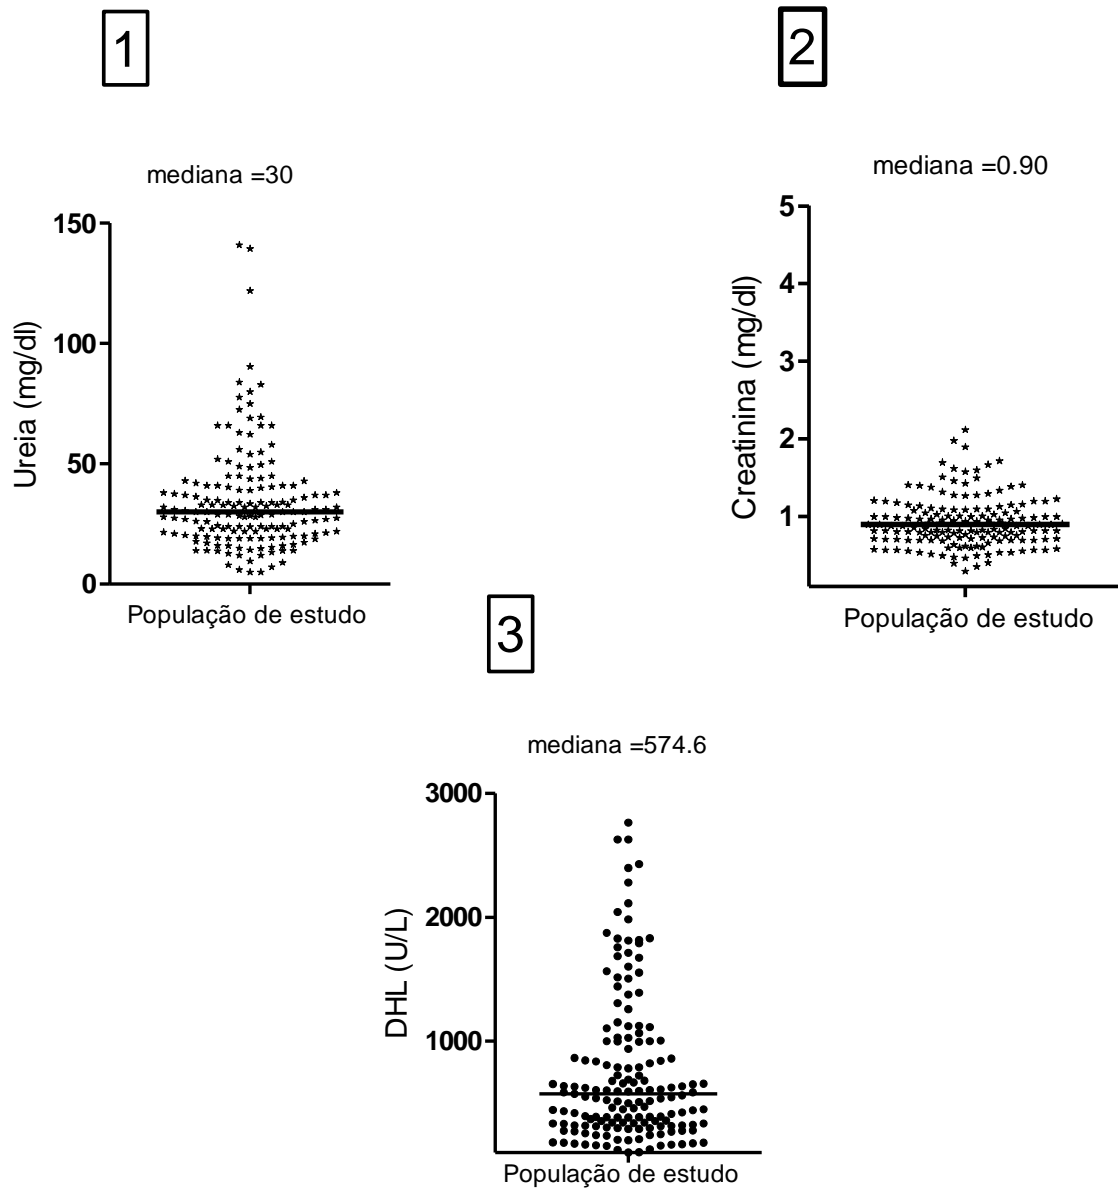 1
mediana =30
Ureia (mg/dl)
150
100
50
0
População de estudo
2
mediana =0.90
Creatinina (mg/dl)
5
4
3
2
1
População de estudo
3
mediana =574.6
DHL (U/L)
3000
2000
1000
População de estudo